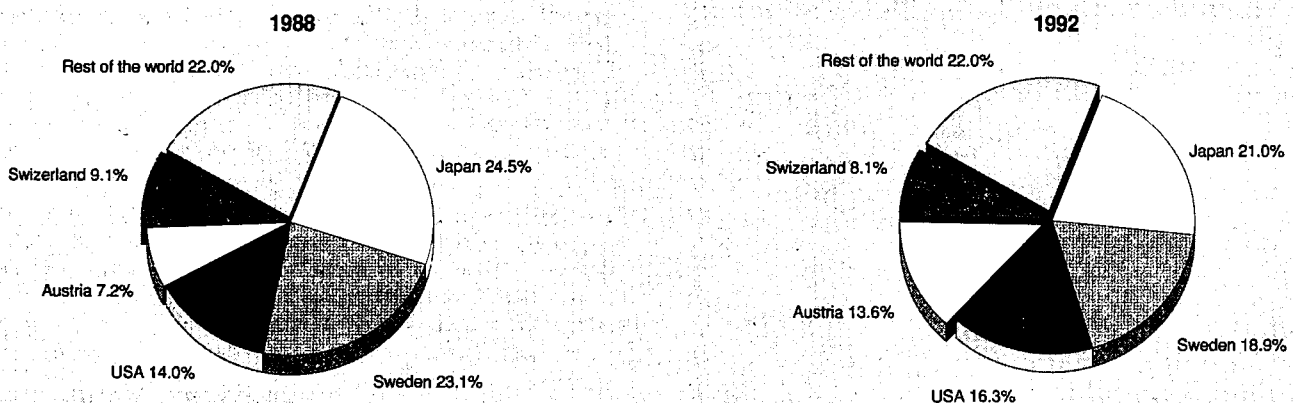 1988
Rest of the world 22.0%
Japan 24.5%
Swizerland 9.1%
Austria 7.2%
USA 14.0%
Sweden 23.1%
1992
Rest of the world 22.0%
Japan 21.0%
Swizerland 8.1%
Austria 13.6%
Sweden 18.9%
USA 16.3%